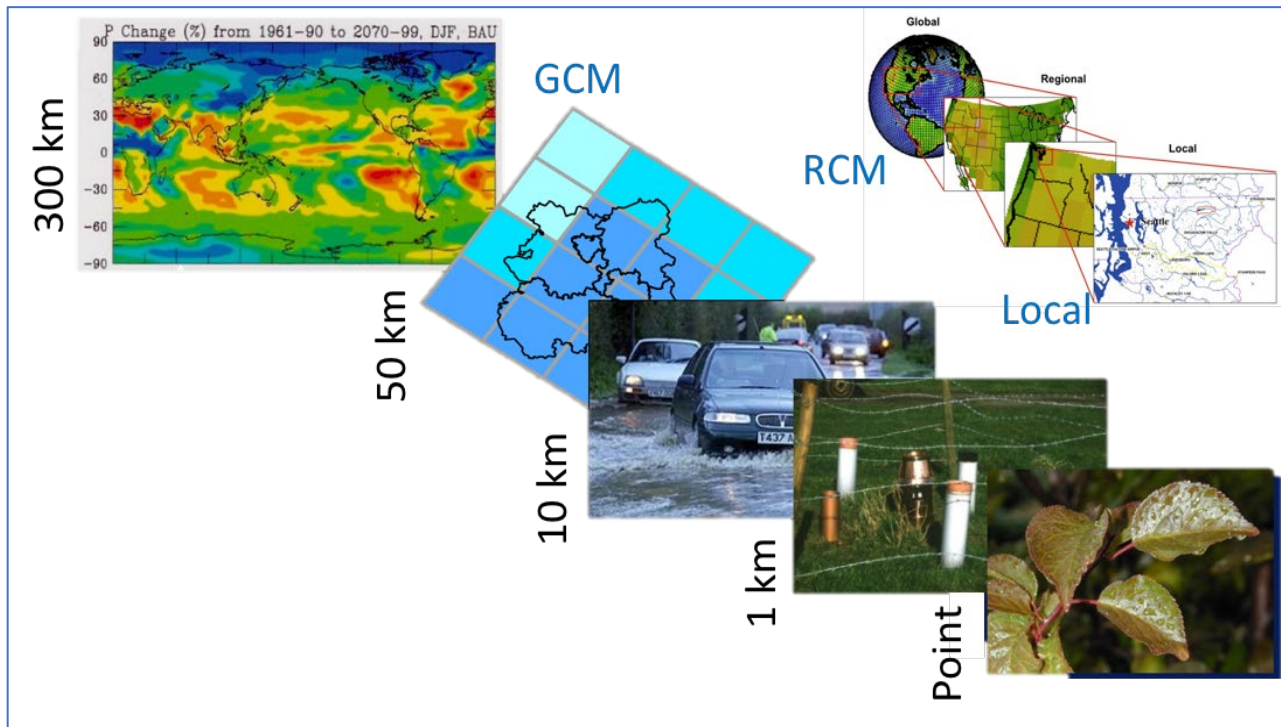 P Change (%) from 1961-90 to 2070-99, DJF, BAU
90
60
30
0
-30
-60
-90
300 km
GCM
50 km
10 km
1 km
Point
RCM
Local
Global
Regional
Local
Seattle
T437 A